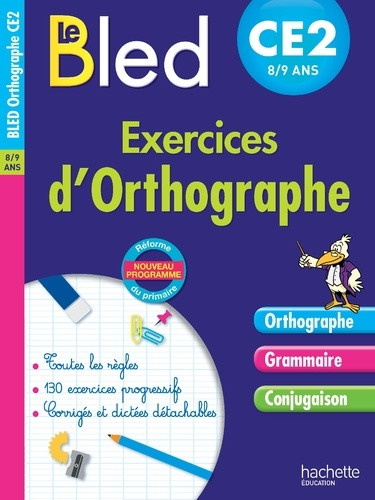 BLED Orthographe CE2
8/9
ANS
Le
Bled
CE2
8/9 ANS
Exercices
d'Orthographe
Réforme
NOUVEAU
PROGRAMME
du primaire
• Toutes les règles
• 130 exercices progressifs
• Corrigés et dictées détachables
Orthographe
Grammaire
Conjugaison
hachette
ÉDUCATION